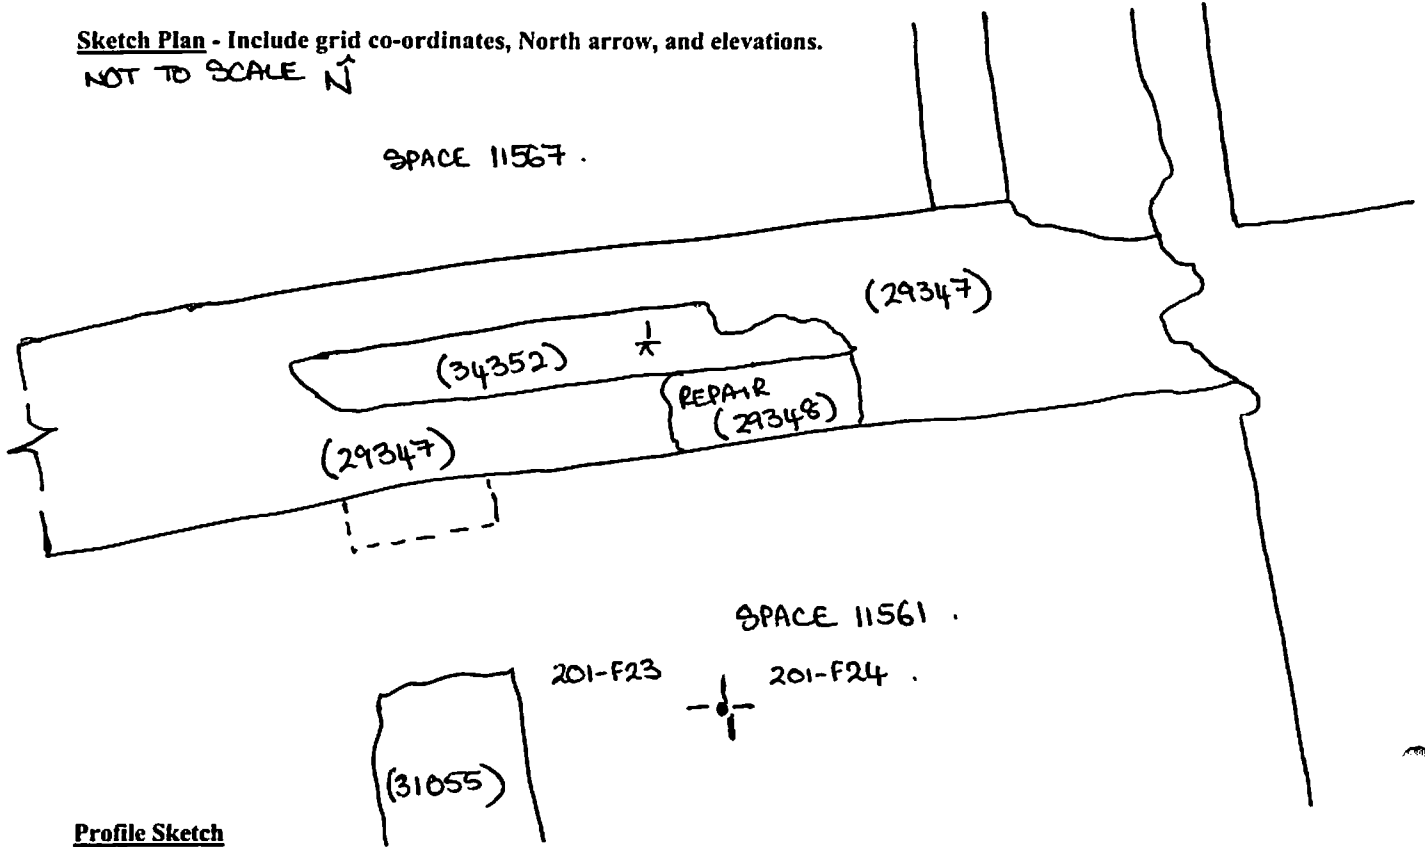 Sketch Plan - Include grid co-ordinates, North arrow, and elevations.
NOT TO SCALE N
SPACE 11567 .
(29347)
(34352)
REPAIR
(29348)
(29347)
SPACE 11561 .
201-F23
201-F24 .
(31055)
Profile Sketch